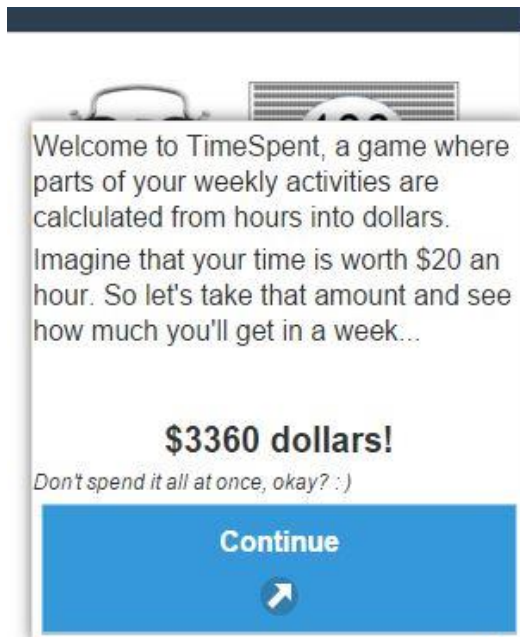 Welcome to TimeSpent, a game where
parts of your weekly activities are
calclulated from hours into dollars.
Imagine that your time is worth $20 an
hour. So let's take that amount and see
how much you'll get in a week...
$3360 dollars!
Don't spend it all at once, okay? : )
Continue